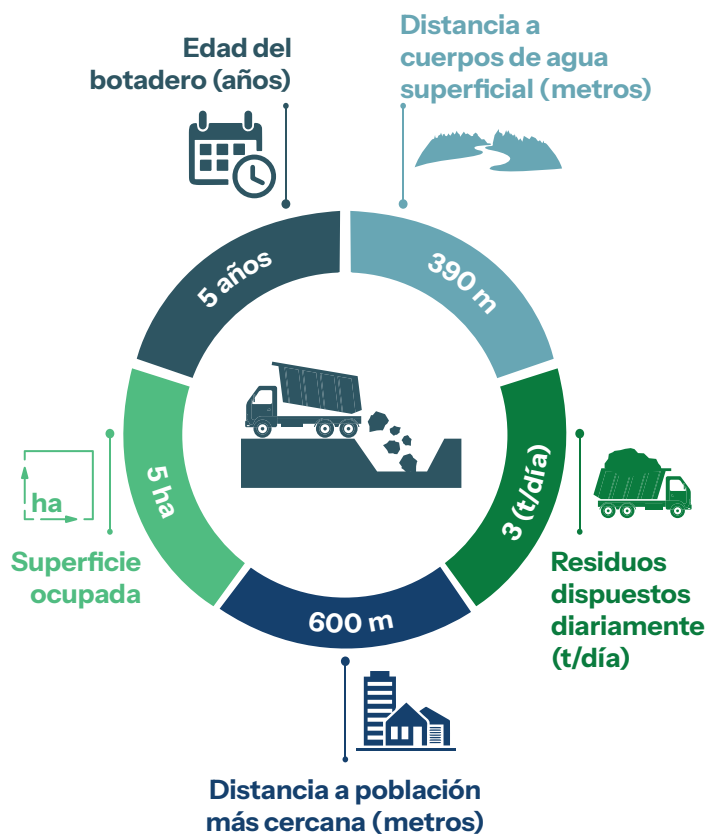 Edad del
botadero (años)
Distancia a
cuerpos de agua
superficial (metros)
5 años
390 m
5 ha
3 (t/día)
600 m
ha
Superficie
ocupada
Residuos
dispuestos
diariamente
(t/día)
Distancia a población
más cercana (metros)